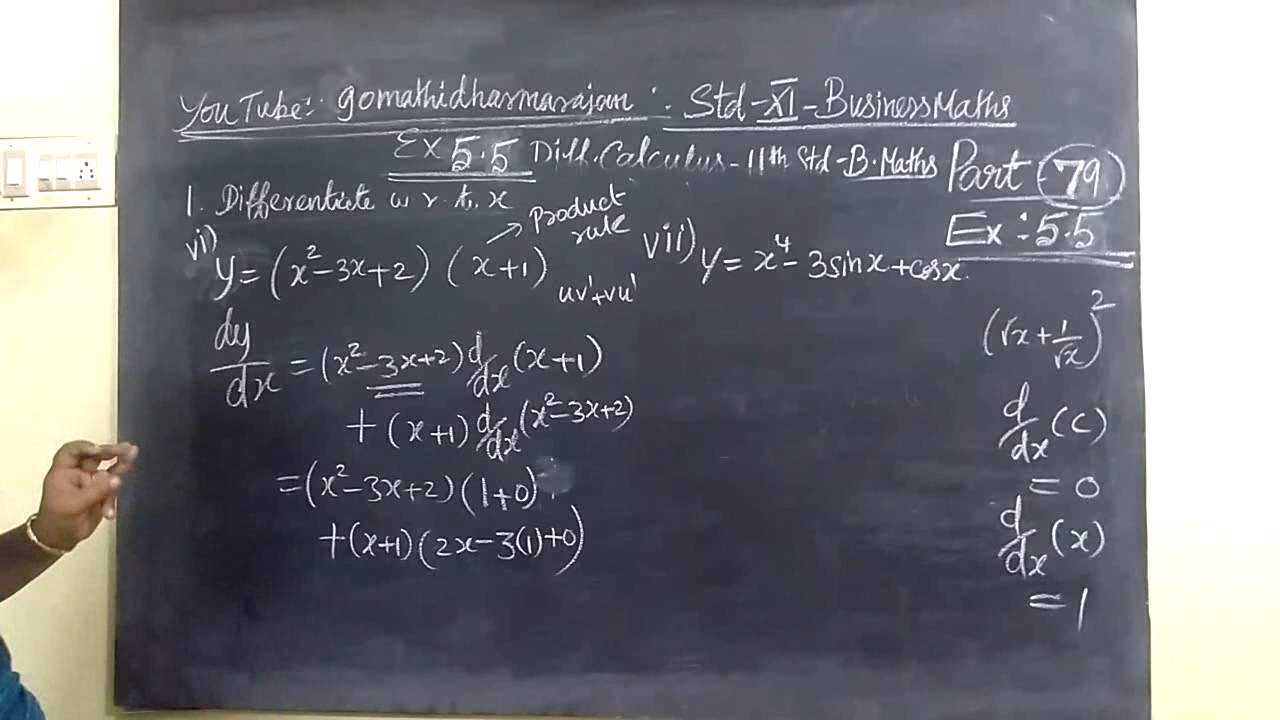 YouTube:- gomathidharmarajan :- Std-XI-BusinessMaths
Ex 5.5 Diff.Calculus-11th Std-B.Maths Part 79
Ex:5.5
1. Differentiate w.r.to. x
→ Product rule
vi) y=(x²-3x+2)(x+1)
uv'+vu'
dy/dx =(x²-3x+2)d/dx(x+1)
+(x+1)d/dx(x²-3x+2)
=(x²-3x+2)(1+0)
+(x+1)(2x-3(1)+0)
vii) y=x⁴-3sinx+cosx.
(√x+1/√x)²
d/dx(c)
=0
d/dx(x)
=1